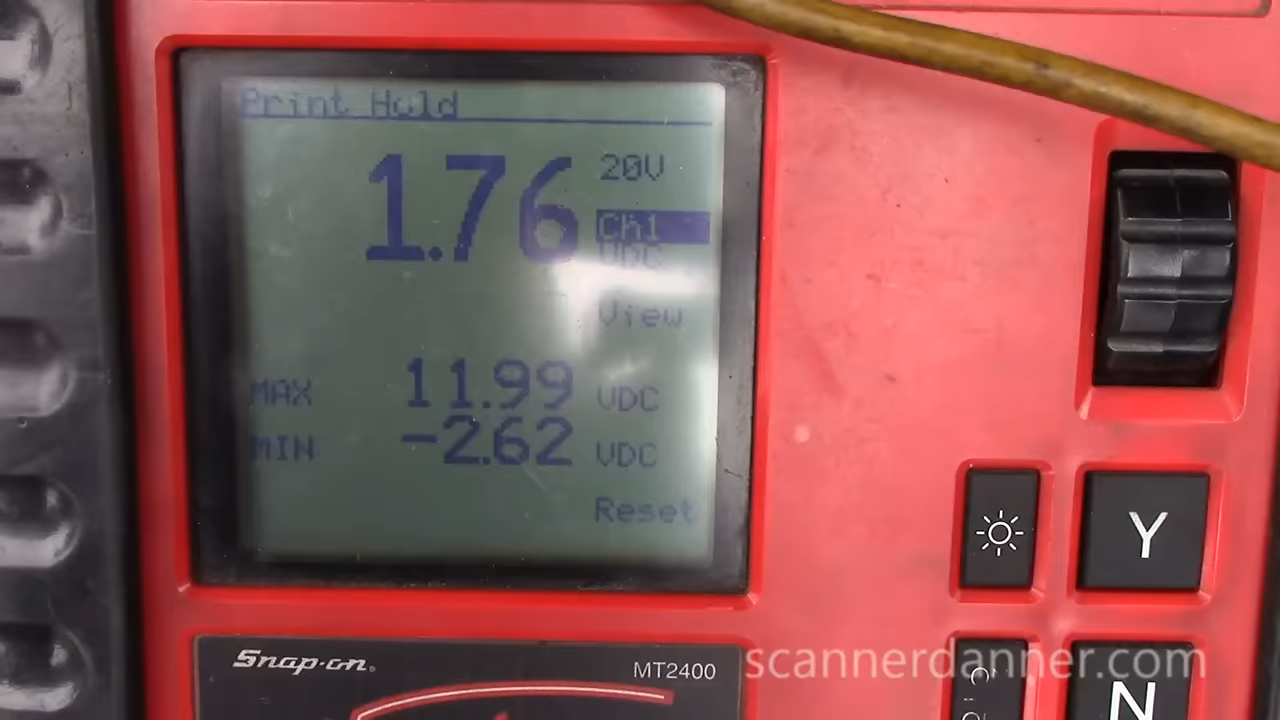 Print Hold
1.76 20V
Ch1
VDC
View
MAX 11.99 VDC
MIN -2.62 VDC
Reset
Y
Snap-on®
MT2400
N
scannerdanner.com